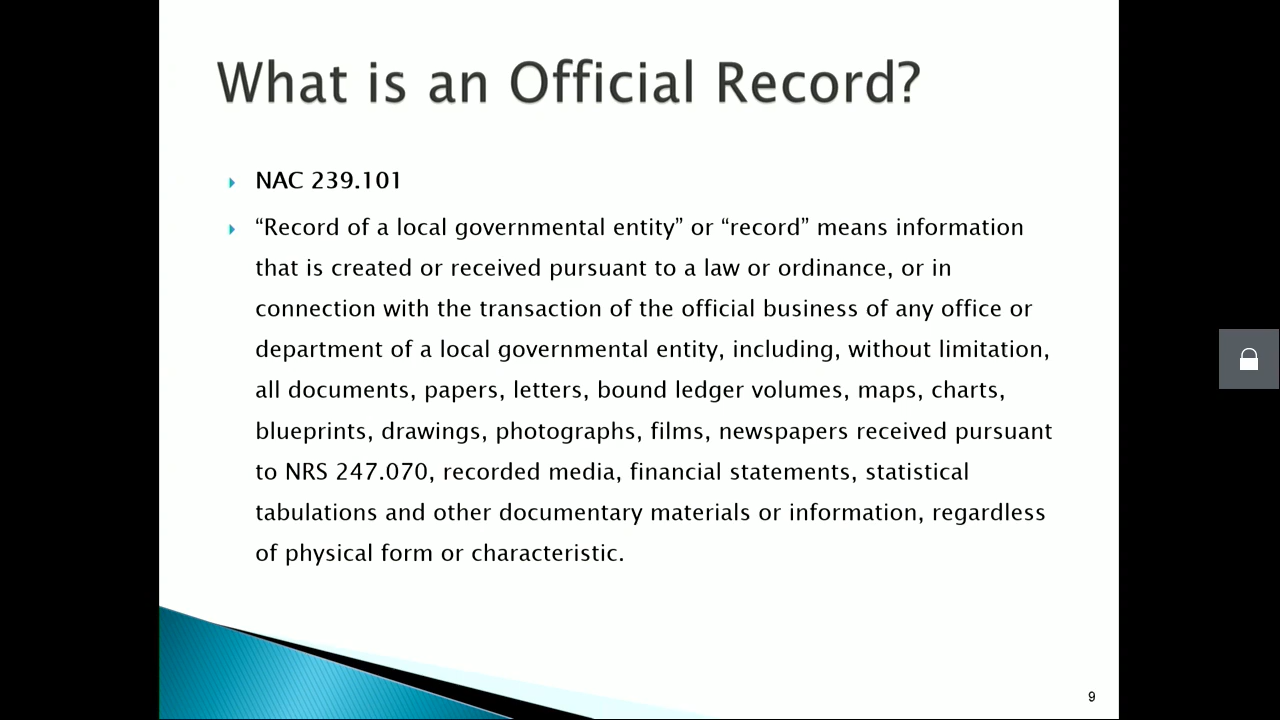 What is an Official Record?
NAC 239.101
“Record of a local governmental entity” or “record” means information
that is created or received pursuant to a law or ordinance, or in
connection with the transaction of the official business of any office or
department of a local governmental entity, including, without limitation,
all documents, papers, letters, bound ledger volumes, maps, charts,
blueprints, drawings, photographs, films, newspapers received pursuant
to NRS 247.070, recorded media, financial statements, statistical
tabulations and other documentary materials or information, regardless
of physical form or characteristic.
9